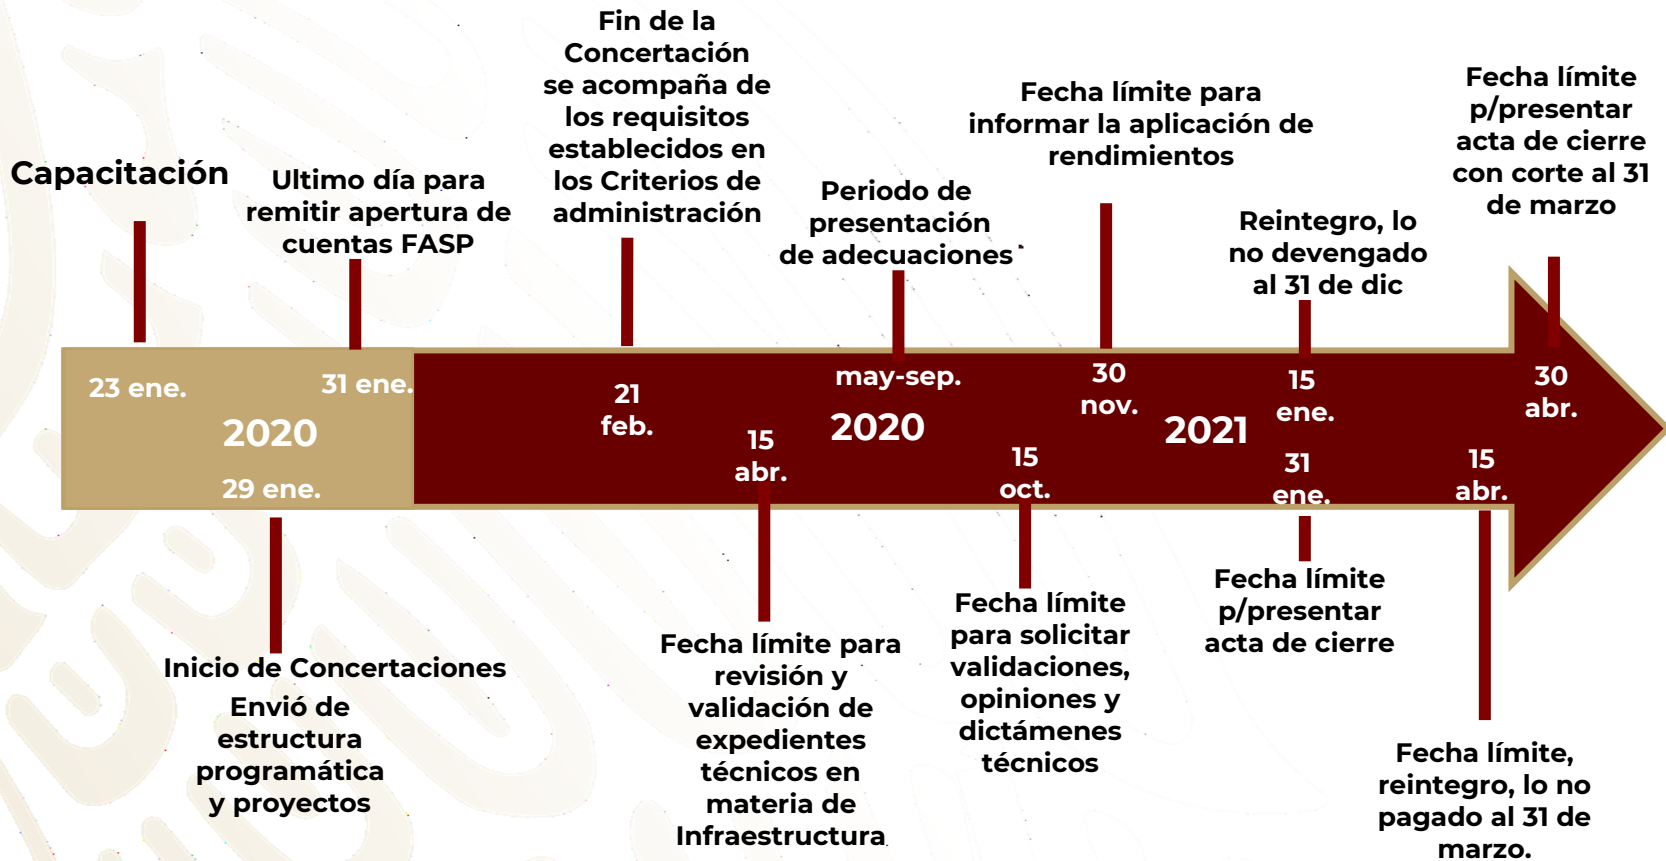 Capacitación
Ultimo día para
remitir apertura de
cuentas FASP
Fin de la
Concertación
se acompaña de
los requisitos
establecidos en
los Criterios de
administración
Periodo de
presentación
de adecuaciones
Fecha límite para
informar la aplicación de
rendimientos
Reintegro, lo
no devengado
al 31 de dic
Fecha límite
p/presentar
acta de cierre
con corte al 31
de marzo
23 ene.
31 ene.
2020
29 ene.
21
feb.
15
abr.
may-sep.
2020
15
oct.
30
nov.
2021
15
ene.
31
ene.
15
abr.
30
abr.
Inicio de Concertaciones
Envió de
estructura
programática
y proyectos
Fecha límite para
revisión y
validación de
expedientes
técnicos en
materia de
Infraestructura
Fecha límite
para solicitar
validaciones,
opiniones y
dictámenes
técnicos
Fecha límite
p/presentar
acta de cierre
Fecha límite,
reintegro, lo no
pagado al 31 de
marzo.